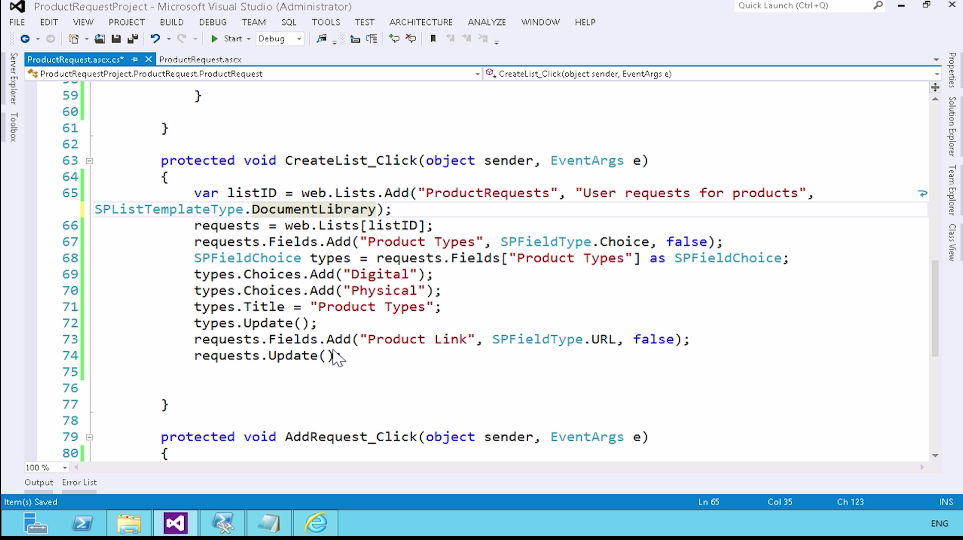 ProductRequestProject - Microsoft Visual Studio (Administrator)
Quick Launch (Ctrl+Q)
FILE EDIT VIEW PROJECT BUILD DEBUG TEAM SQL TOOLS TEST ARCHITECTURE ANALYZE WINDOW HELP
Start Debug
ProductRequest.ascx.cs* ProductRequest.ascx
ProductRequestProject.ProductRequest.ProductRequest CreateList_Click(object sender, EventArgs e)
Server Explorer
Toolbox
Properties
Solution Explorer
Team Explorer
Class View
59 }
60
61 }
62
63 protected void CreateList_Click(object sender, EventArgs e)
64 {
65 var listID = web.Lists.Add("ProductRequests", "User requests for products",
SPListTemplateType.DocumentLibrary);
66 requests = web.Lists[listID];
67 requests.Fields.Add("Product Types", SPFieldType.Choice, false);
68 SPFieldChoice types = requests.Fields["Product Types"] as SPFieldChoice;
69 types.Choices.Add("Digital");
70 types.Choices.Add("Physical");
71 types.Title = "Product Types";
72 types.Update();
73 requests.Fields.Add("Product Link", SPFieldType.URL, false);
74 requests.Update()
75
76
77 }
78
79 protected void AddRequest_Click(object sender, EventArgs e)
80 {
100 %
Output Error List
Item(s) Saved Ln 65 Col 35 Ch 123 INS
ENG